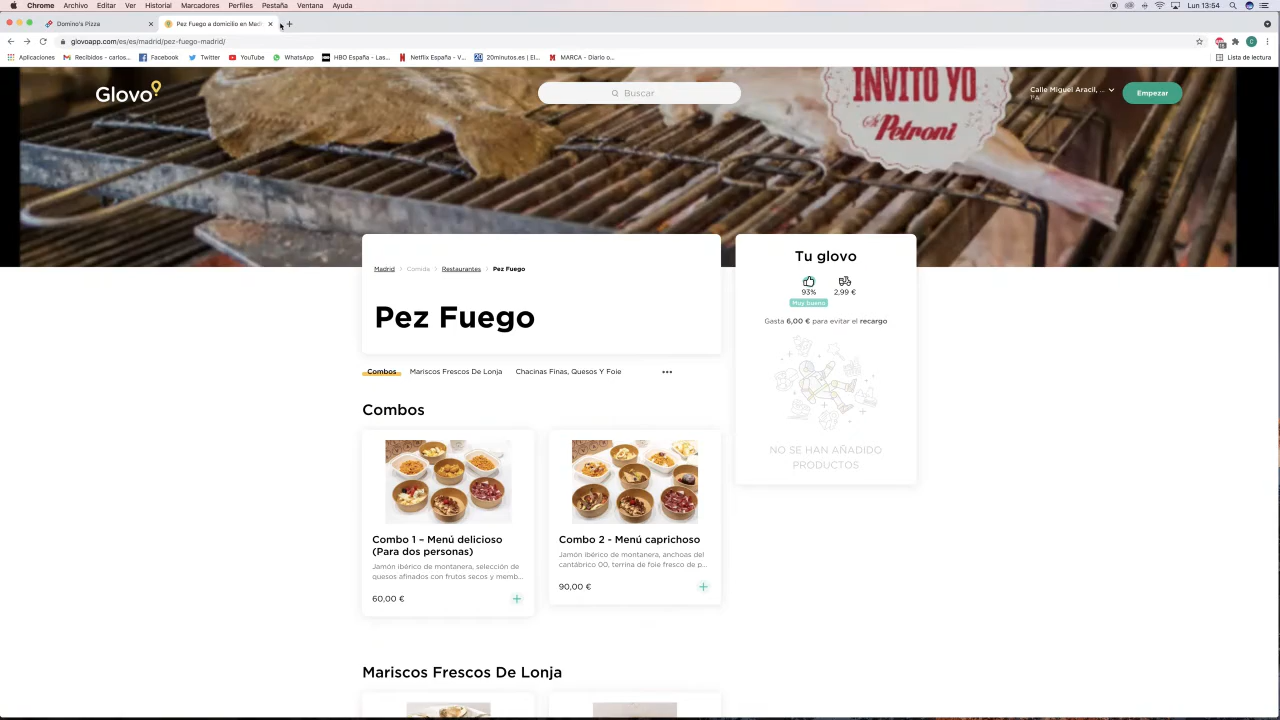 Chrome Archivo Editar Ver Historial Marcadores Perfiles Pestaña Ventana Ayuda
Lun 13:54
Domino's Pizza
Pez Fuego a domicilio en Madr
glovoapp.com/es/es/madrid/pez-fuego-madrid/
Aplicaciones Recibidos - carlos... Facebook Twitter YouTube WhatsApp HBO España - Las... Netflix España - V... 20minutos.es | El... MARCA - Diario o...
Lista de lectura
INVITO YO
Petroni
Glovo
Buscar
Calle Miguel Aracil, ...
1ºA
Empezar
Madrid > Comida > Restaurantes > Pez Fuego
Pez Fuego
Tu glovo
93% 2,99 €
Muy bueno
Gasta 6,00 € para evitar el recargo
NO SE HAN AÑADIDO
PRODUCTOS
Combos Mariscos Frescos De Lonja Chacinas Finas, Quesos Y Foie •••
Combos
Combo 1 – Menú delicioso
(Para dos personas)
Jamón ibérico de montanera, selección de
quesos afinados con frutos secos y memb...
60,00 € +
Combo 2 - Menú caprichoso
Jamón Ibérico de montanera, anchoas del
cantábrico 00, terrina de foie fresco de p...
90,00 € +
Mariscos Frescos De Lonja